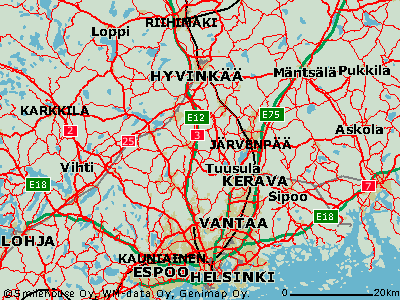 RIIHIMÄKI
Loppi
HYVINKÄÄ
Mäntsälä
Pukkila
KARKKILA
E12
E75
2
3
Askola
25
JÄRVENPÄÄ
Vihti
Tuusula
E18
KERAVA
7
Sipoo
VANTAA
E18
LOHJA
KAUNIAINEN
ESPOO
HELSINKI
©Smilehouse Oy, WM-data Oy, Genimap Oy.
0 20km